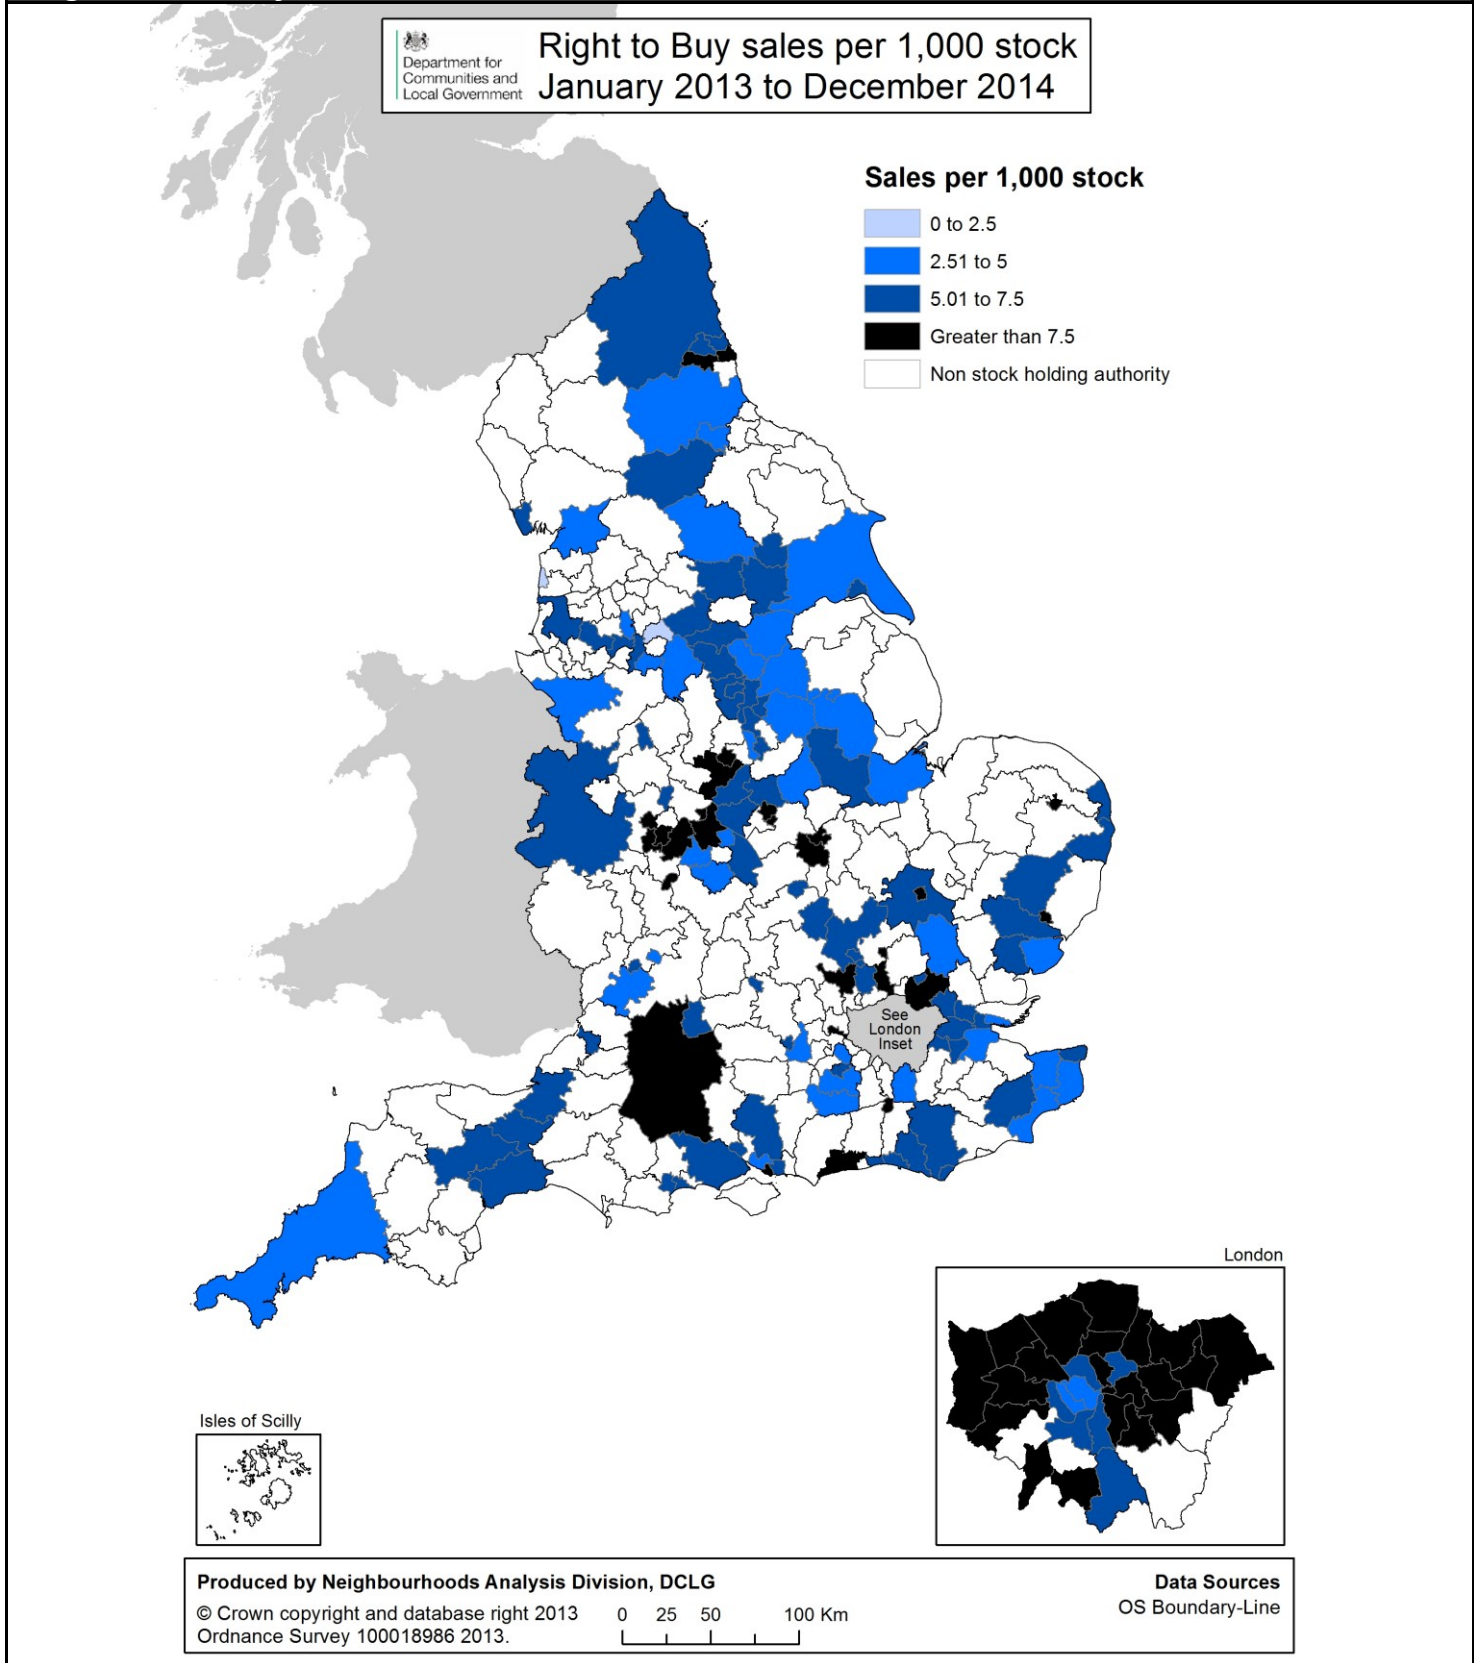 Department for
Communities and
Local Government
Right to Buy sales per 1,000 stock
January 2013 to December 2014
Sales per 1,000 stock
0 to 2.5
2.51 to 5
5.01 to 7.5
Greater than 7.5
Non stock holding authority
See
London
Inset
London
Isles of Scilly
Produced by Neighbourhoods Analysis Division, DCLG
© Crown copyright and database right 2013
Ordnance Survey 100018986 2013.
0 25 50 100 Km
Data Sources
OS Boundary-Line